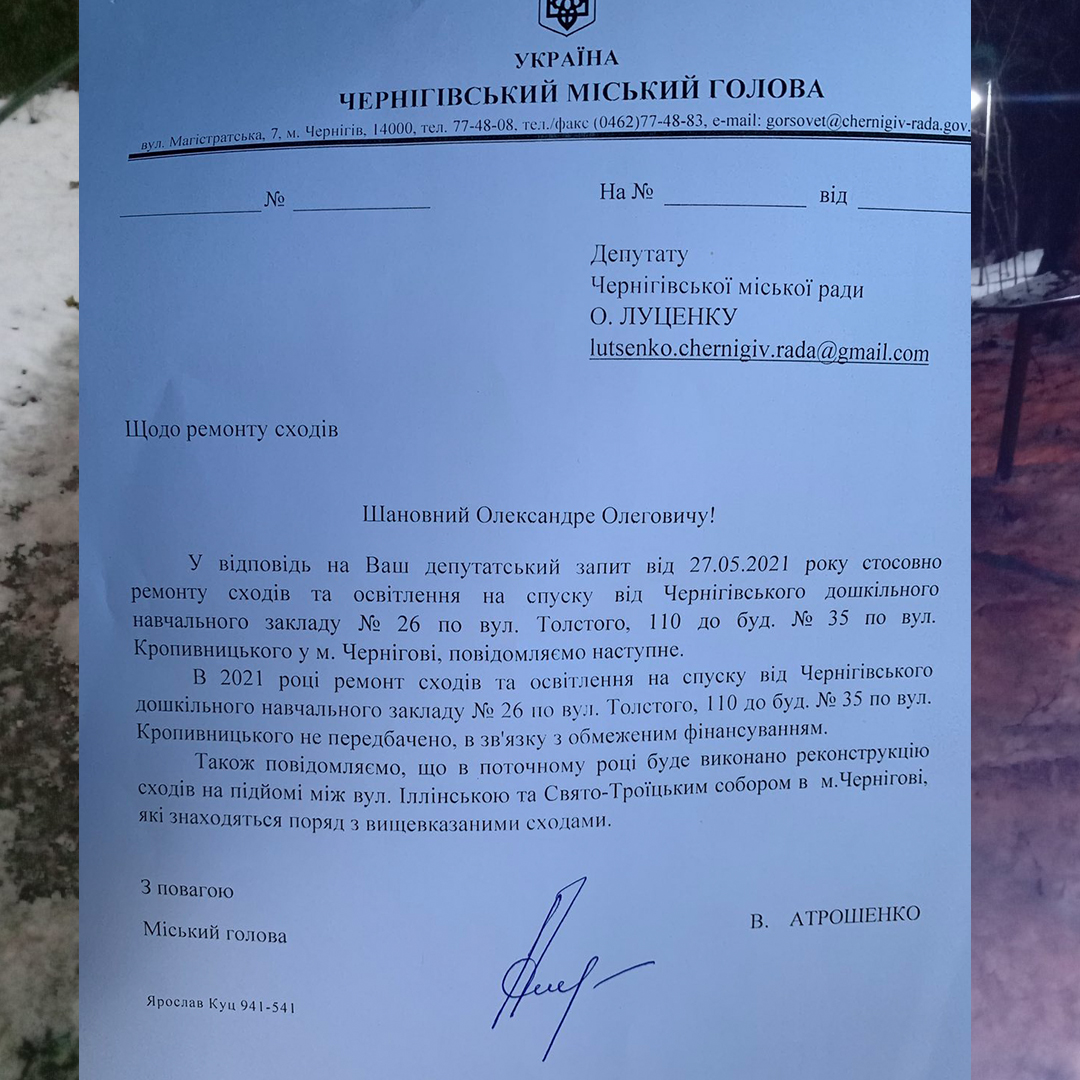 УКРАЇНА
ЧЕРНІГІВСЬКИЙ МІСЬКИЙ ГОЛОВА
вул. Магістратська, 7, м. Чернігів, 14000, тел. 77-48-08, тел./факс (0462)77-48-83, e-mail: gorsovet@chernigiv-rada.gov.
____________ № ____________ На № ____________ від __________
Депутату
Чернігівської міської ради
О. ЛУЦЕНКУ
lutsenko.chernigiv.rada@gmail.com
Щодо ремонту сходів
Шановний Олександре Олеговичу!
У відповідь на Ваш депутатський запит від 27.05.2021 року стосовно
ремонту сходів та освітлення на спуску від Чернігівського дошкільного
навчального закладу № 26 по вул. Толстого, 110 до буд. № 35 по вул.
Кропивницького у м. Чернігові, повідомляємо наступне.
В 2021 році ремонт сходів та освітлення на спуску від Чернігівського
дошкільного навчального закладу № 26 по вул. Толстого, 110 до буд. № 35 по вул.
Кропивницького не передбачено, в зв'язку з обмеженим фінансуванням.
Також повідомляємо, що в поточному році буде виконано реконструкцію
сходів на підйомі між вул. Іллінською та Свято-Троїцьким собором в м.Чернігові,
які знаходяться поряд з вищевказаними сходами.
З повагою
Міський голова В. АТРОШЕНКО
Ярослав Куц 941-541